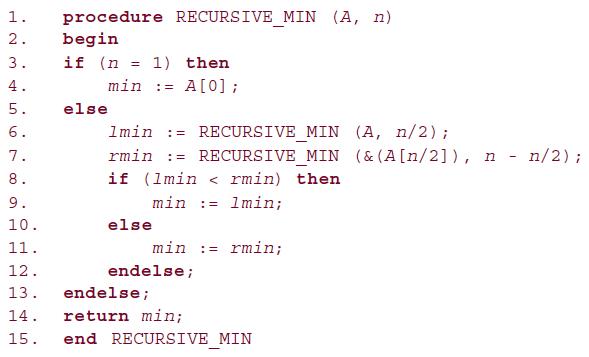 1. procedure RECURSIVE_MIN (A, n)
2. begin
3. if (n = 1) then
4. min := A[0];
5. else
6. lmin := RECURSIVE_MIN (A, n/2);
7. rmin := RECURSIVE_MIN (&(A[n/2]), n - n/2);
8. if (lmin < rmin) then
9. min := lmin;
10. else
11. min := rmin;
12. endelse;
13. endelse;
14. return min;
15. end RECURSIVE_MIN